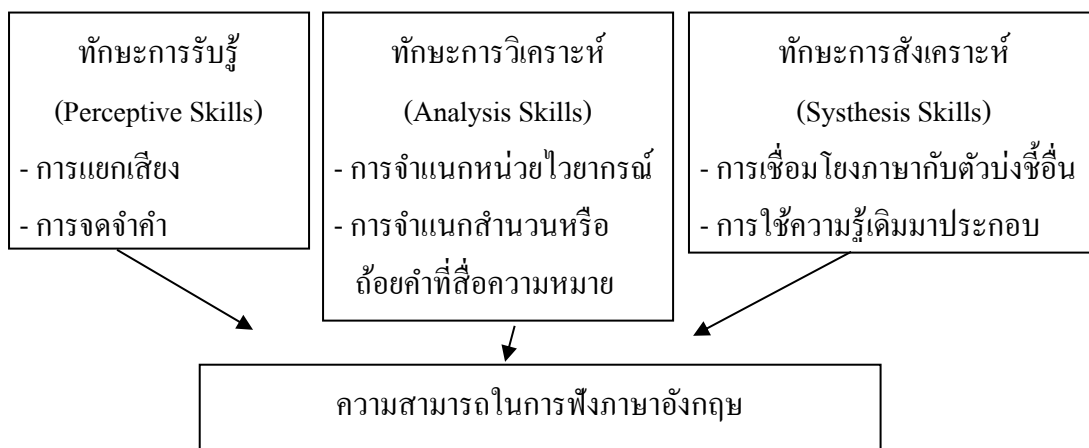 ทักษะการรับรู้
(Perceptive Skills)
- การแยกเสียง
- การจดจำคำ
ทักษะการวิเคราะห์
(Analysis Skills)
- การจำแนกหน่วยไวยากรณ์
- การจำแนกสำนวนหรือ
ถ้อยคำที่สื่อความหมาย
ทักษะการสังเคราะห์
(Systhesis Skills)
- การเชื่อมโยงภาษากับตัวบ่งชี้อื่น
- การใช้ความรู้เดิมมาประกอบ
ความสามารถในการฟังภาษาอังกฤษ